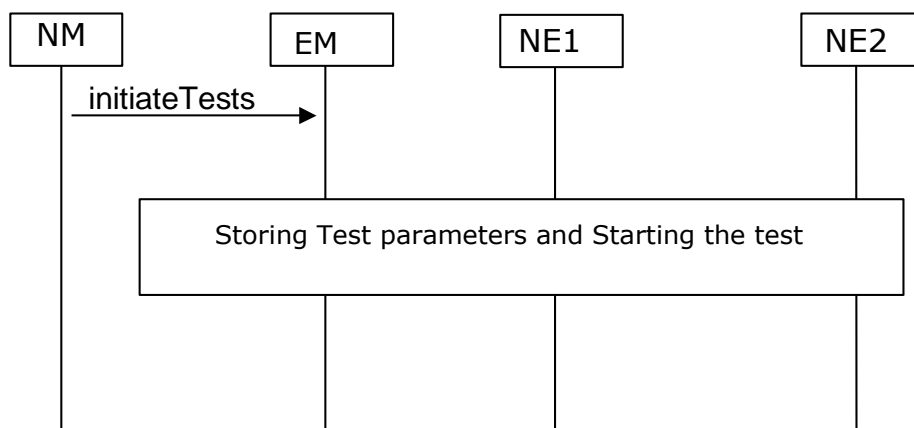 NM
EM
NE1
NE2
initiateTests
Storing Test parameters and Starting the test